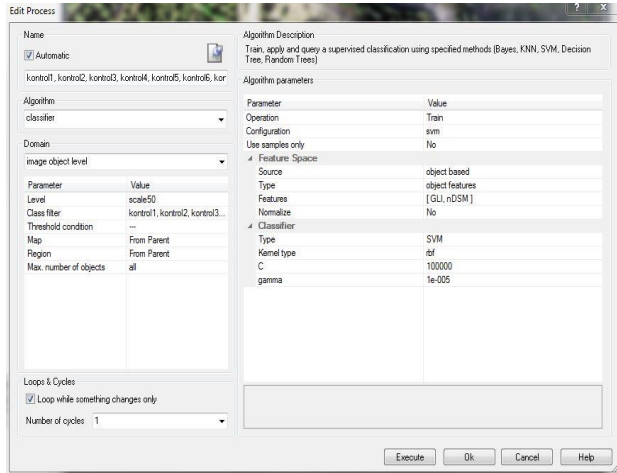 Edit Process
? X
Name
Automatic
kontrol1, kontrol2, kontrol3, kontrol4, kontrol5, kontrol6, kor
Algorithm
classifier
Domain
image object level
Parameter Value
Level scale50
Class filter kontrol1, kontrol2, kontrol3...
Threshold condition ---
Map From Parent
Region From Parent
Max. number of objects all
Loops & Cycles
Loop while something changes only
Number of cycles 1
Algorithm Description
Train, apply and query a supervised classification using specified methods (Bayes, KNN, SVM, Decision
Tree, Random Trees)
Algorithm parameters
Parameter Value
Operation Train
Configuration svm
Use samples only No
Feature Space
Source object based
Type object features
Features [ GLI, nDSM ]
Normalize No
Classifier
Type SVM
Kernel type rbf
C 100000
gamma 1e-005
Execute Ok Cancel Help